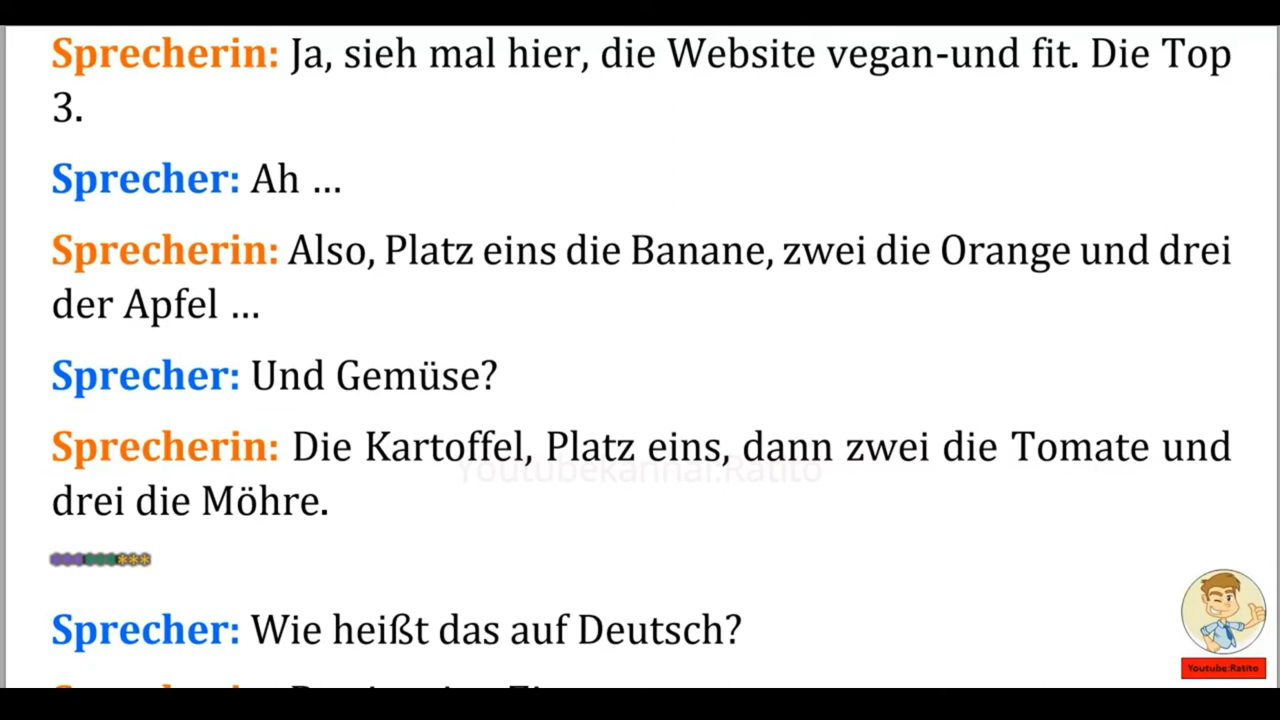 Sprecherin: Ja, sieh mal hier, die Website vegan-und fit. Die Top
3.
Sprecher: Ah ...
Sprecherin: Also, Platz eins die Banane, zwei die Orange und drei
der Apfel ...
Sprecher: Und Gemüse?
Sprecherin: Die Kartoffel, Platz eins, dann zwei die Tomate und
Youtubekannal:Ratito
drei die Möhre.
*********
Sprecher: Wie heißt das auf Deutsch?
Youtube:Ratito